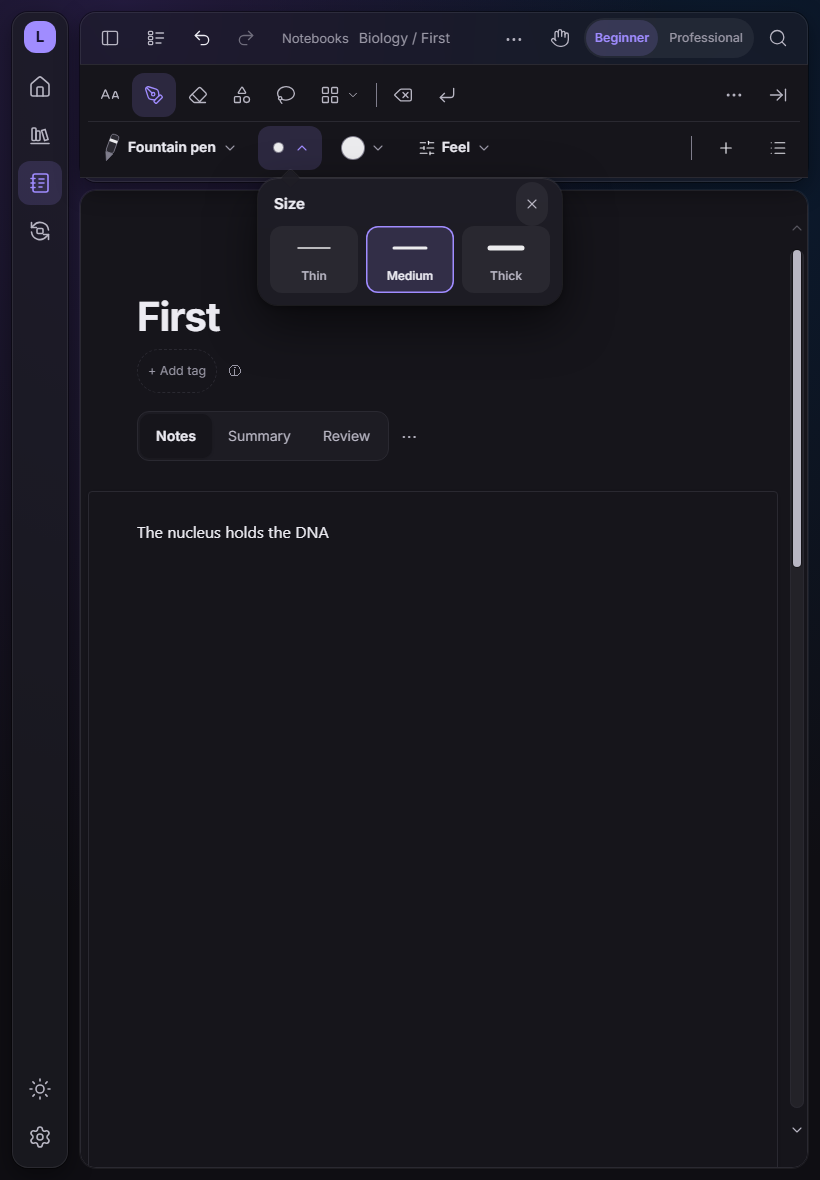 L
Notebooks Biology / First
Beginner Professional
AA
Fountain pen
Feel
Size
Thin Medium Thick
First
+ Add tag
Notes Summary Review
The nucleus holds the DNA